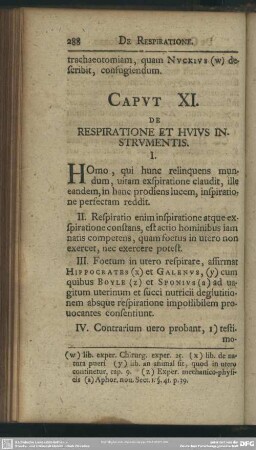 288 DE RESPIRATIONE.
trachaeotomiam, quam NVCKIVS (w) de-
scribit, confugiendum.
CAPVT XI.
DE
RESPIRATIONE ET HVIVS IN-
STRVMENTIS.
I.
HOmo, qui hunc relinquens mun-
dum, uitam exspiratione claudit, ille
eandem, in hanc prodiens lucem, inspiratio-
ne perfectam reddit.
II. Respiratio enim inspiratione atque ex-
spiratione constans, est actio hominibus iam
natis competens, quam foetus in utero non
exercet, nec exercere potest.
III. Foetum in utero respirare, affirmat
HIPPOCRATES (x) et GALENVS, (y) cum
quibus BOYLE (z) et SPONIVS (a) ad ua-
gitum uterinum et succi nutricii deglutitio-
nem absque respiratione impossibilem pro-
uocantes consentiunt.
IV. Contrarium uero probant, 1) testi-
mo-
(w) lib. exper. Chirurg. exper. 21. (x) lib. de na-
tura pueri (y) lib. an animal sit, quod in utero
continetur, cap. 9. (z) Exper. mechanico-physi-
cis (a) Aphor. nou. Sect. 1 §. 41. p. 19.